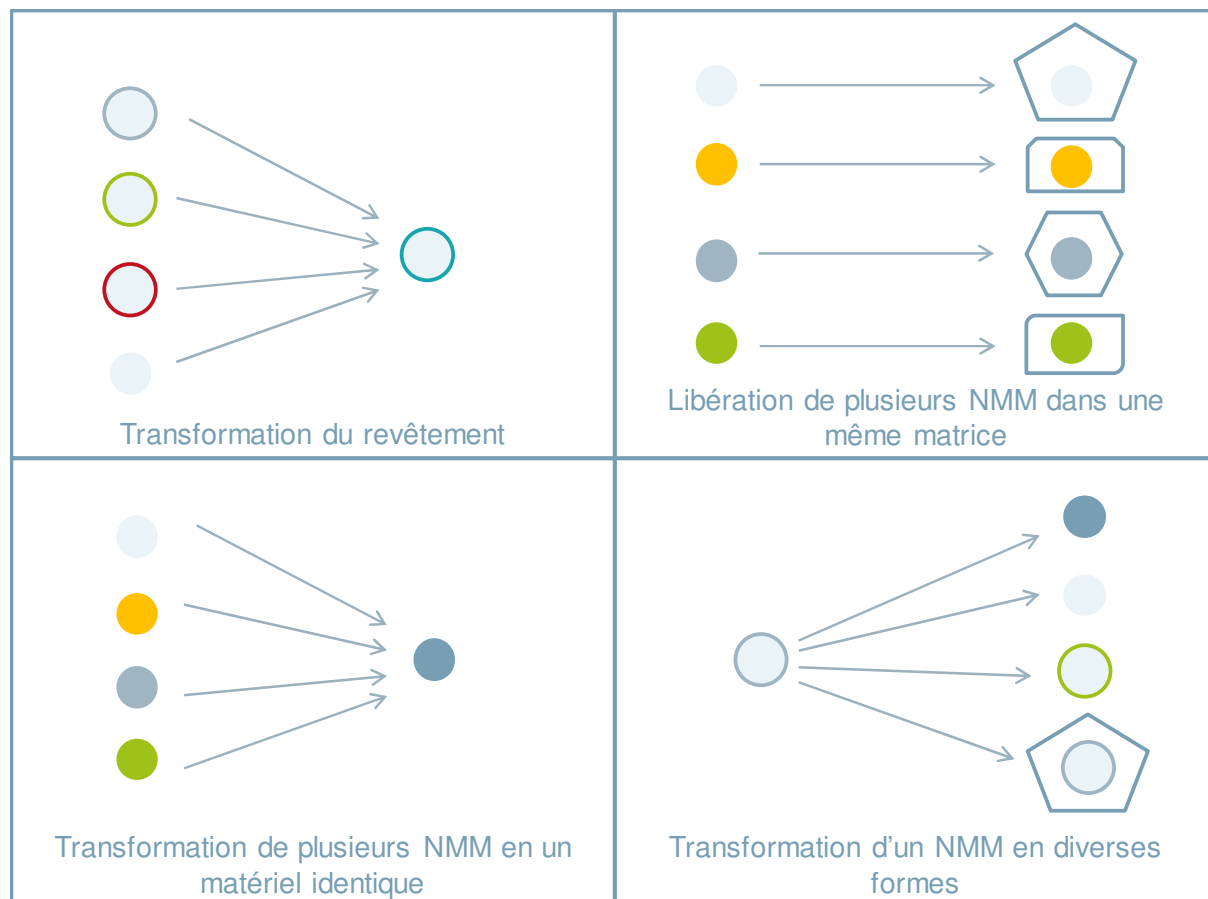 Transformation du revêtement
Libération de plusieurs NMM dans une
même matrice
Transformation de plusieurs NMM en un
matériel identique
Transformation d'un NMM en diverses
formes